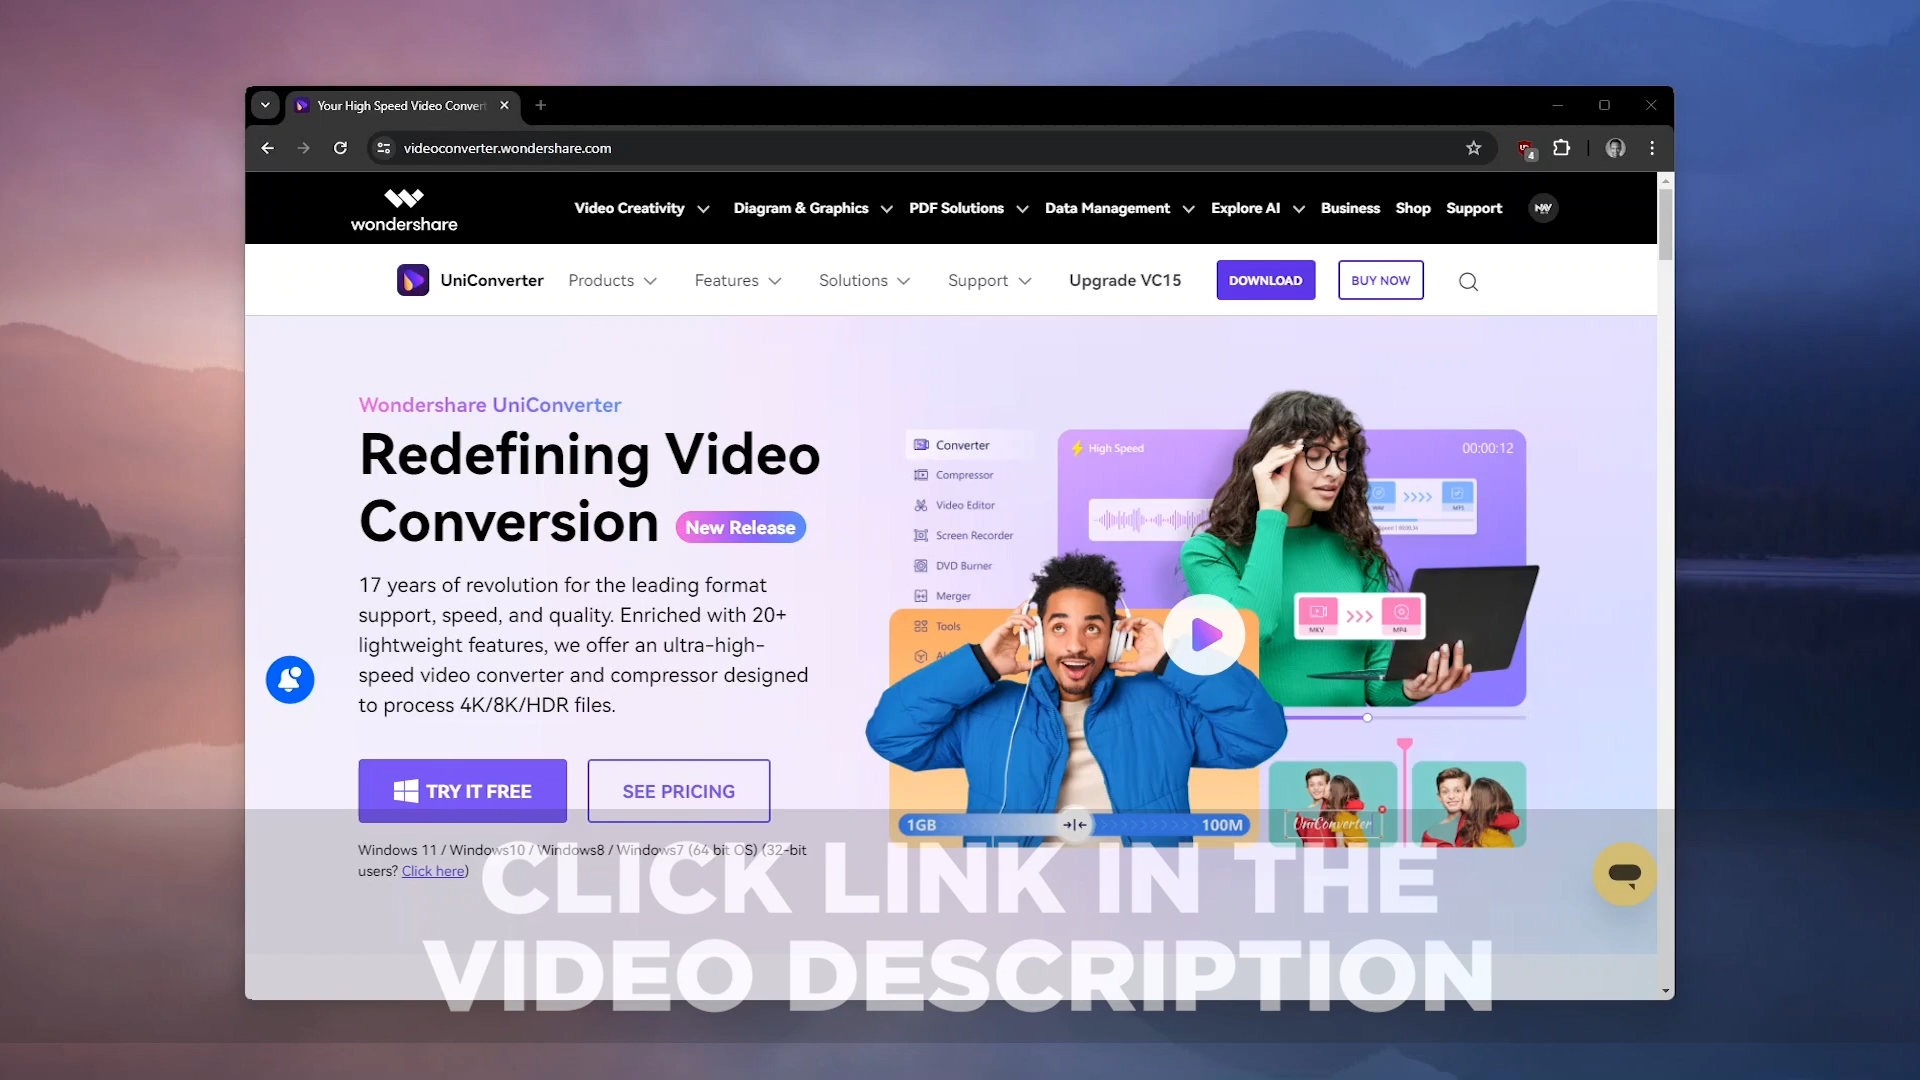 Your High Speed Video Convert
videoconverter.wondershare.com
4
wondershare
Video Creativity
Diagram & Graphics
PDF Solutions
Data Management
Explore AI
Business
Shop
Support
UniConverter
Products
Features
Solutions
Support
Upgrade VC15
DOWNLOAD
BUY NOW
Wondershare UniConverter
Redefining Video
Conversion
New Release
17 years of revolution for the leading format
support, speed, and quality. Enriched with 20+
lightweight features, we offer an ultra-high-
speed video converter and compressor designed
to process 4K/8K/HDR files.
TRY IT FREE
SEE PRICING
Windows 11 / Windows10 / Windows8 / Windows7 (64 bit OS) (32-bit
users? Click here)
Converter
Compressor
Video Editor
Screen Recorder
DVD Burner
Merger
Tools
High Speed
00:00:12
WAV
MP3
MKV
MP4
1GB
100M
UniConverter
CLICK LINK IN THE
VIDEO DESCRIPTION